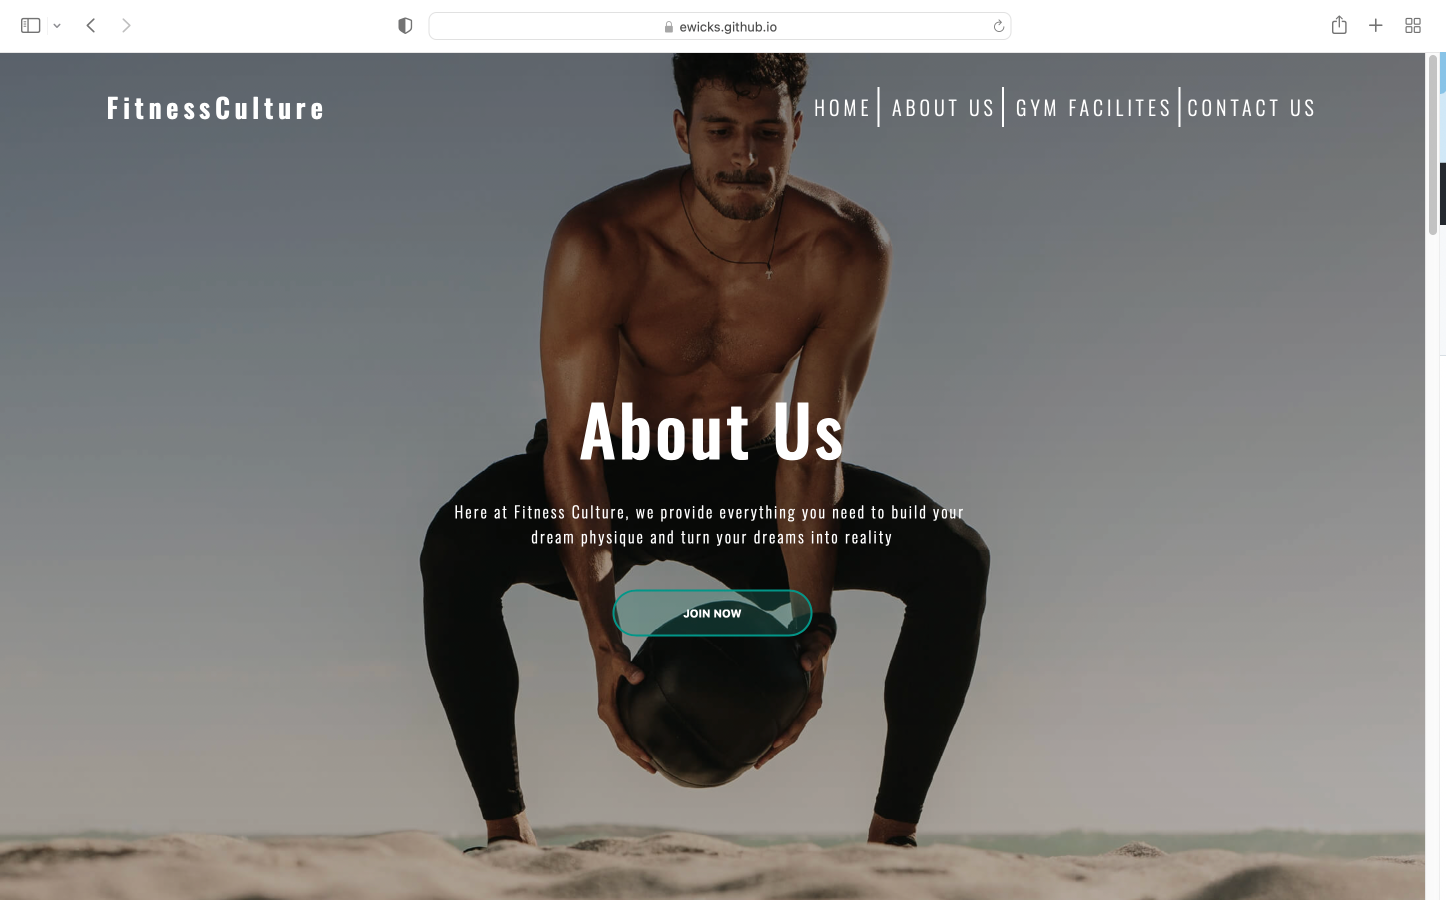 ewicks.github.io
FitnessCulture
HOME ABOUT US GYM FACILITES CONTACT US
About Us
Here at Fitness Culture, we provide everything you need to build your
dream physique and turn your dreams into reality
JOIN NOW